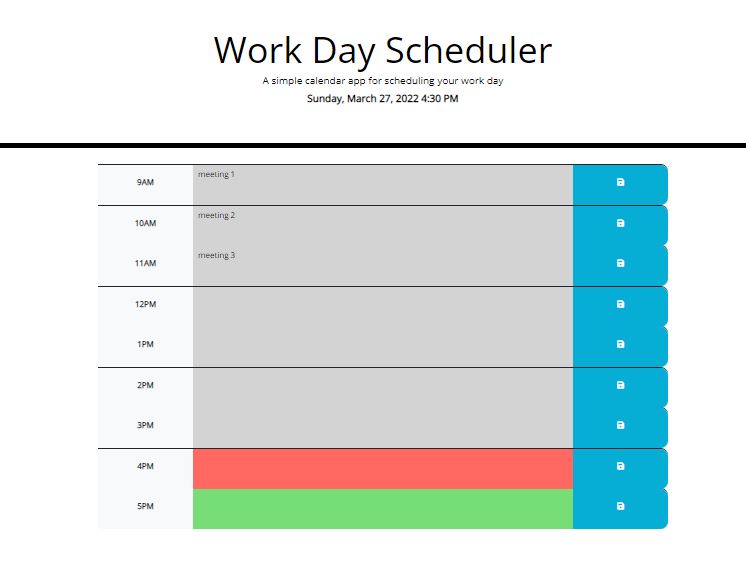 Work Day Scheduler
A simple calendar app for scheduling your work day
Sunday, March 27, 2022 4:30 PM
9AM meeting 1
10AM meeting 2
11AM meeting 3
12PM
1PM
2PM
3PM
4PM
5PM